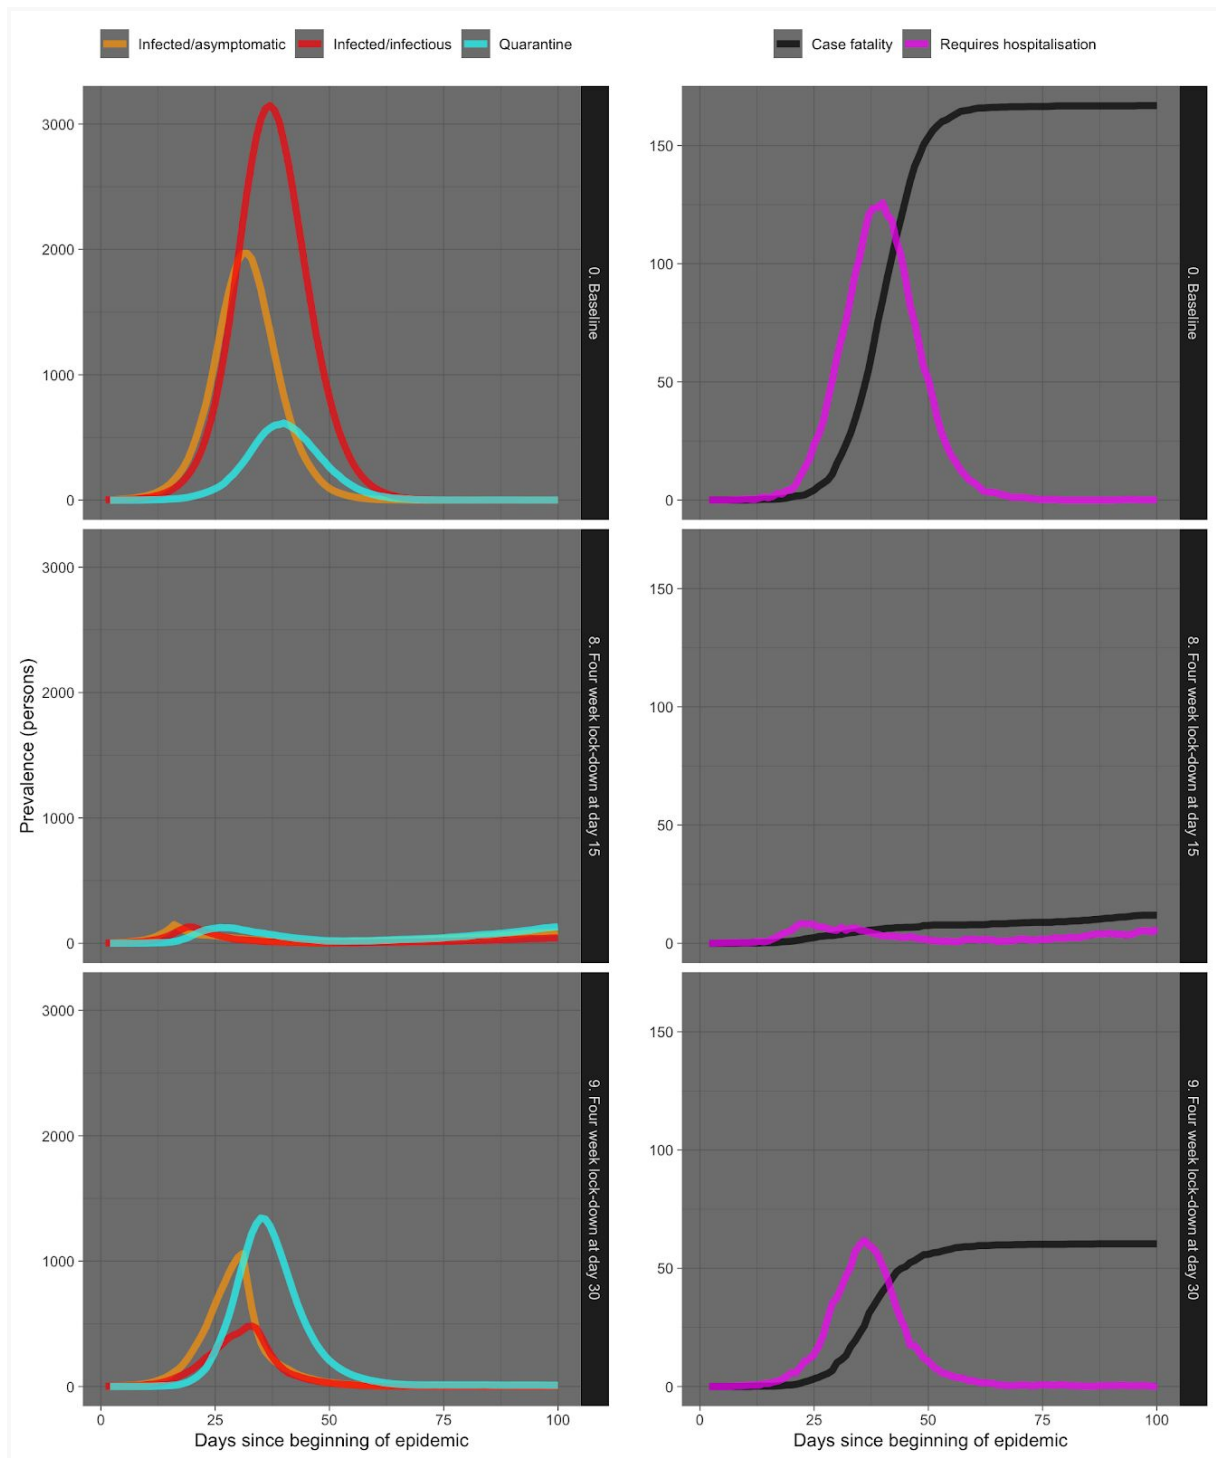 Infected/asymptomatic Infected/infectious Quarantine
Case fatality Requires hospitalisation
Prevalence (persons)
3000
2000
1000
0
0. Baseline
150
100
50
0
0. Baseline
3000
2000
1000
0
8. Four week lock-down at day 15
150
100
50
0
8. Four week lock-down at day 15
3000
2000
1000
0
9. Four week lock-down at day 30
150
100
50
0
9. Four week lock-down at day 30
0 25 50 75 100
Days since beginning of epidemic
0 25 50 75 100
Days since beginning of epidemic